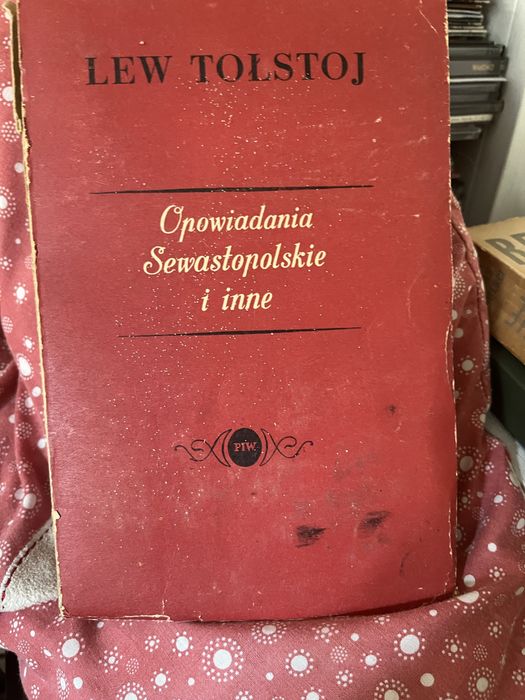 LEW TOŁSTOJ
Opowiadania
Sewastopolskie
i inne
PIW